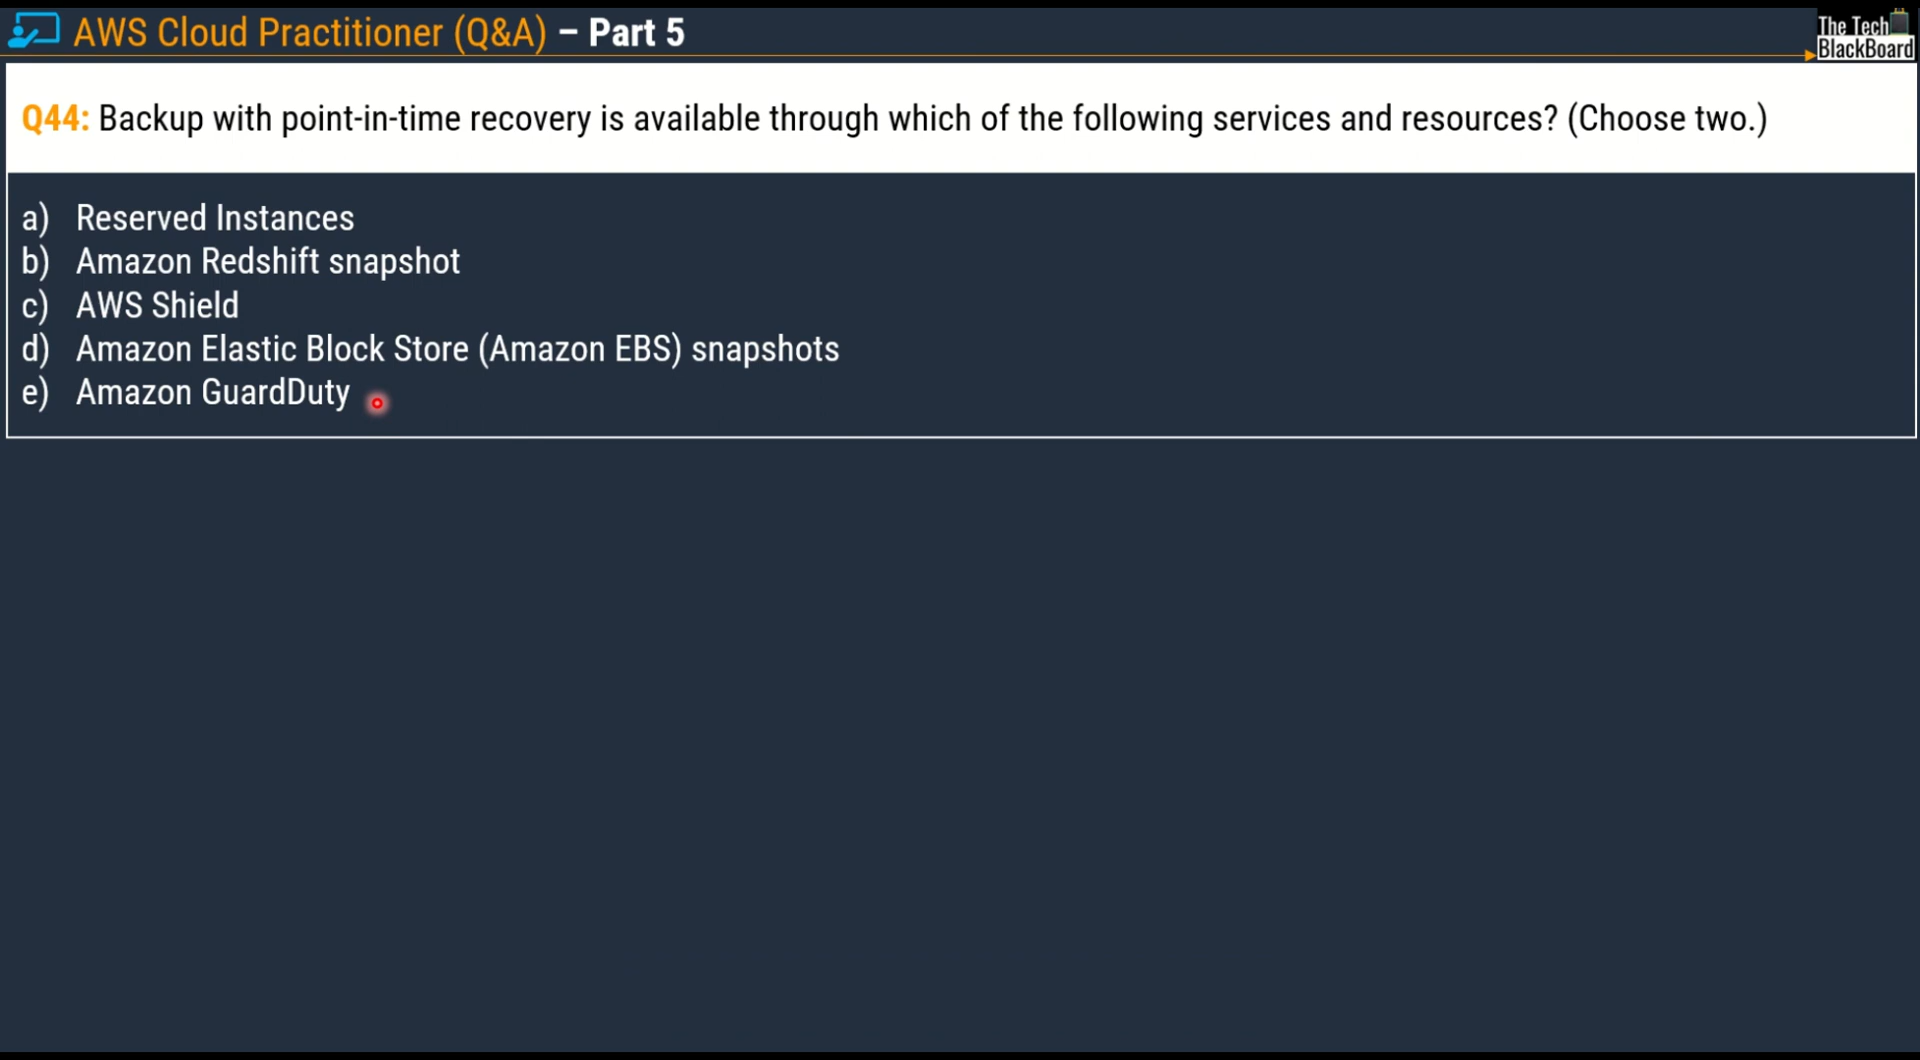 AWS Cloud Practitioner (Q&A) – Part 5
The Tech
BlackBoard
Q44: Backup with point-in-time recovery is available through which of the following services and resources? (Choose two.)
a) Reserved Instances
b) Amazon Redshift snapshot
c) AWS Shield
d) Amazon Elastic Block Store (Amazon EBS) snapshots
e) Amazon GuardDuty